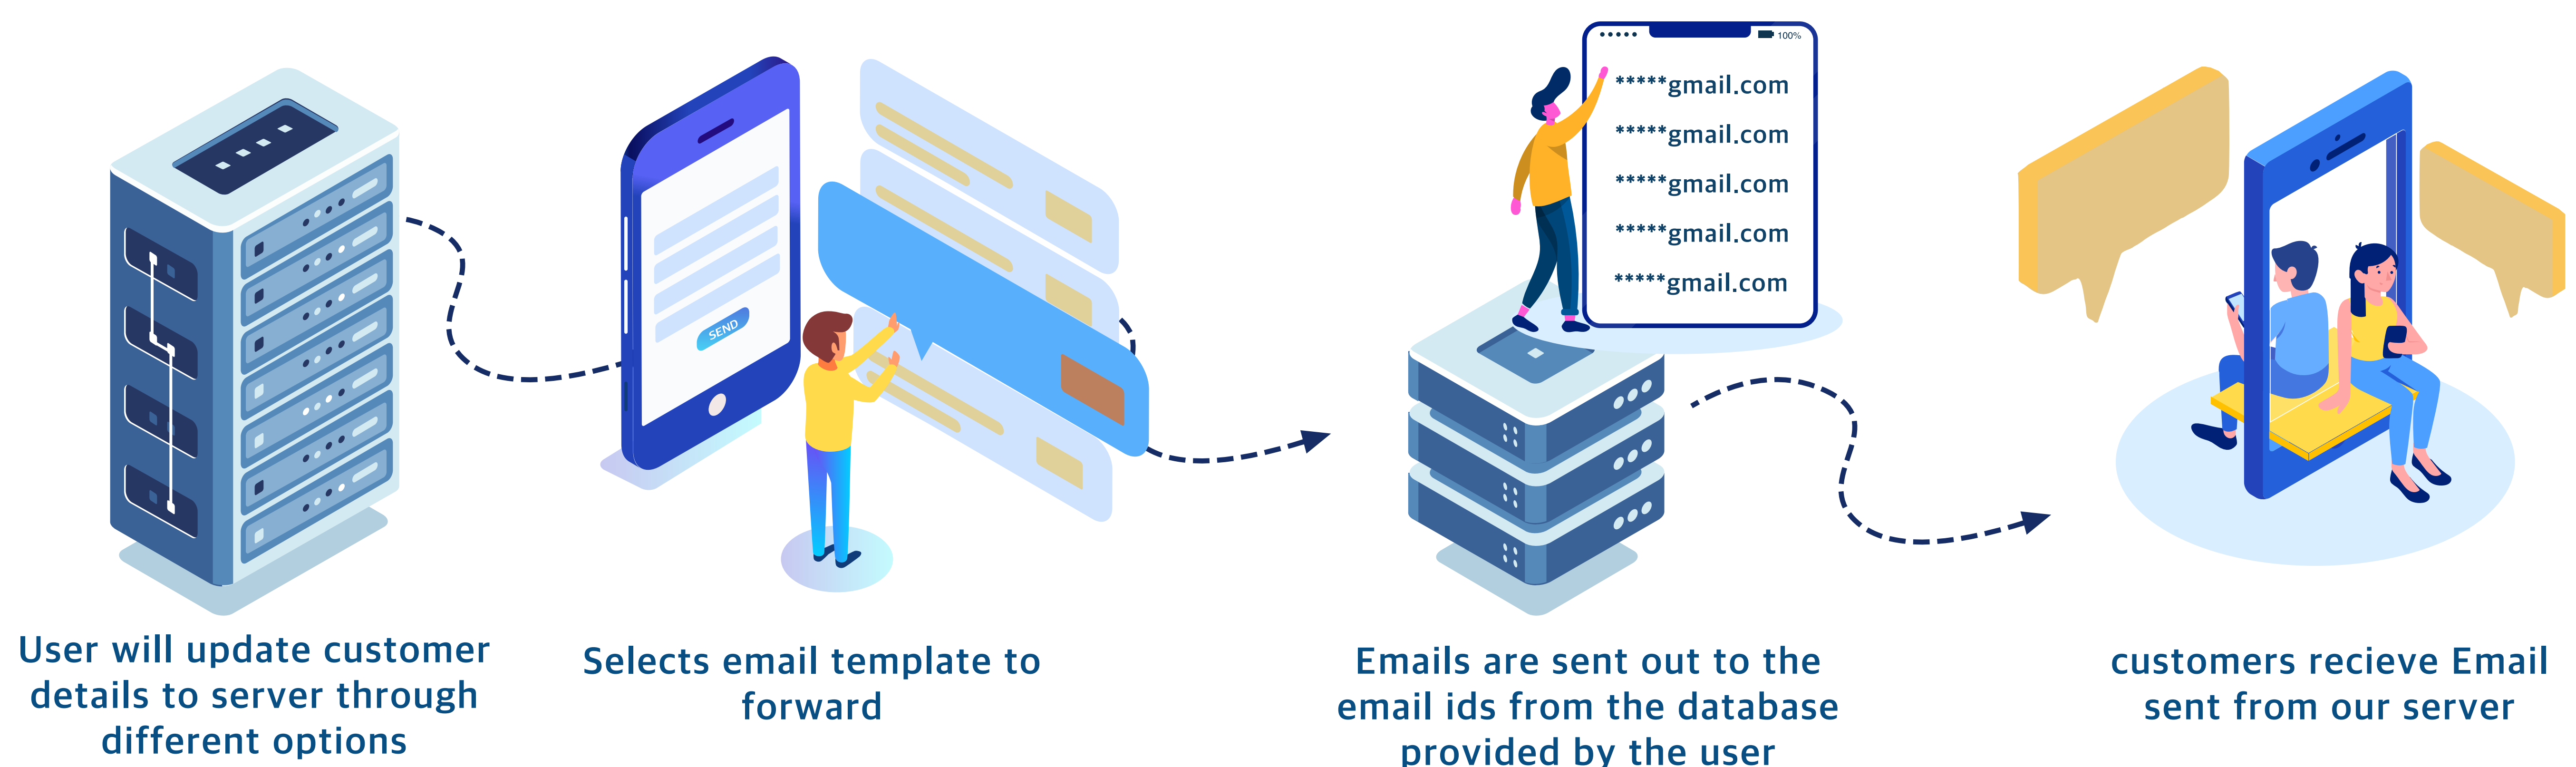 100%
*****gmail.com
*****gmail.com
*****gmail.com
*****gmail.com
*****gmail.com
SEND
User will update customer
details to server through
different options
Selects email template to
forward
Emails are sent out to the
email ids from the database
provided by the user
customers recieve Email
sent from our server